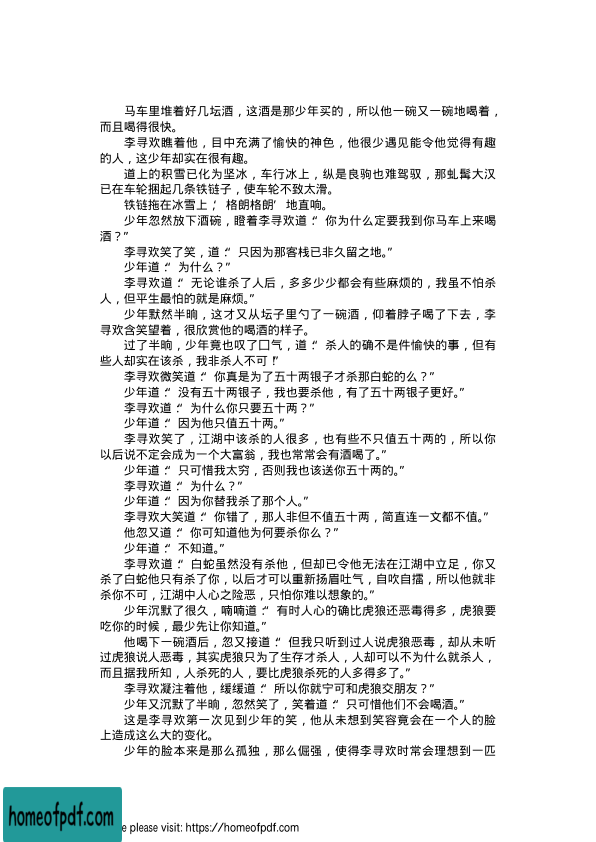 马车里堆着好几坛酒，这酒是那少年买的，所以他一碗又一碗地喝着，
而且喝得很快。
李寻欢瞧着他，目中充满了愉快的神色，他很少遇见能令他觉得有趣
的人，这少年却实在很有趣。
道上的积雪已化为坚冰，车行冰上，纵是良驹也难驾驭，那虬髯大汉
已在车轮捆起几条铁链子，使车轮不致太滑。
铁链拖在冰雪上，‘格朗格朗’地直响。
少年忽然放下酒碗，瞪着李寻欢道：“你为什么定要我到你马车上来喝
酒？”
李寻欢笑了笑，道：“只因为那客栈已非久留之地。”
少年道：“为什么？”
李寻欢道：“无论谁杀了人后，多多少少都会有些麻烦的，我虽不怕杀
人，但平生最怕的就是麻烦。”
少年默然半晌，这才又从坛子里勺了一碗酒，仰着脖子喝了下去，李
寻欢含笑望着，很欣赏他的喝酒的样子。
过了半晌，少年竟也叹了口气，道：“杀人的确不是件愉快的事，但有
些人却实在该杀，我非杀人不可！”
李寻欢微笑道：“你真是为了五十两银子才杀那白蛇的么？”
少年道：“没有五十两银子，我也要杀他，有了五十两银子更好。”
李寻欢道：“为什么你只要五十两？”
少年道：“因为他只值五十两。”
李寻欢笑了，江湖中该杀的人很多，也有些不只值五十两的，所以你
以后说不定会成为一个大富翁，我也常常会有酒喝了。”
少年道：“只可惜我太穷，否则我也该送你五十两的。”
李寻欢道：“为什么？”
少年道：“因为你替我杀了那个人。”
李寻欢大笑道：“你错了，那人非但不值五十两，简直连一文都不值。”
他忽又道：“你可知道他为何要杀你么？”
少年道：“不知道。”
李寻欢道：“白蛇虽然没有杀他，但却已令他无法在江湖中立足，你又
杀了白蛇他只有杀了你，以后才可以重新扬眉吐气，自吹自擂，所以他就非
杀你不可，江湖中人心之险恶，只怕你难以想象的。”
少年沉默了很久，喃喃道：“有时人心的确比虎狼还恶毒得多，虎狼要
吃你的时候，最少先让你知道。”
他喝下一碗酒后，忽又接道：“但我只听到过人说虎狼恶毒，却从未听
过虎狼说人恶毒，其实虎狼只为了生存才杀人，人却可以不为什么就杀人，
而且据我所知，人杀死的人，要比虎狼杀死的人多得多了。”
李寻欢凝注着他，缓缓道：“所以你就宁可和虎狼交朋友？”
少年又沉默了半晌，忽然笑了，笑着道：“只可惜他们不会喝酒。”
这是李寻欢第一次见到少年的笑，他从未想到笑容竟会在一个人的脸
上造成这么大的变化。
少年的脸本来是那么孤独，那么倔强，使得李寻欢时常会理想到一匹
homeofpdf.com
e please visit: https://homeofpdf.com